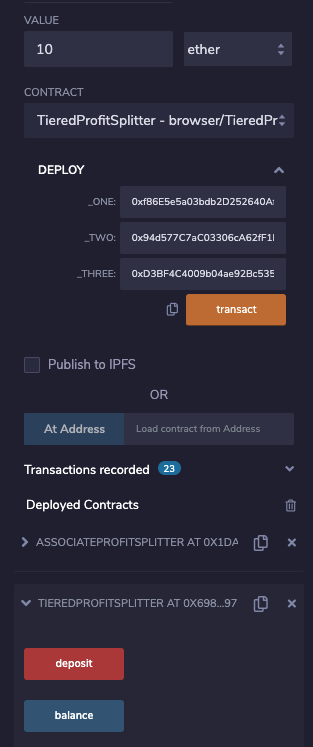 VALUE
10 ether
CONTRACT
TieredProfitSplitter - browser/TieredPr
DEPLOY
_ONE: 0xf86E5e5a03bdb2D252640A
_TWO: 0x94d577C7aC03306cA62fF1
_THREE: 0xD3BF4C4009b04ae92Bc535
transact
Publish to IPFS
OR
At Address Load contract from Address
Transactions recorded 23
Deployed Contracts
ASSOCIATEPROFITSPLITTER AT 0X1DA
TIEREDPROFITSPLITTER AT 0X698...97
deposit
balance